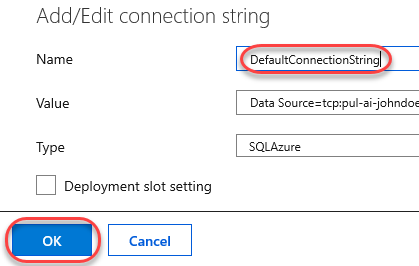 Add/Edit connection string
Name DefaultConnectionString
Value Data Source=tcp:pul-ai-johndoe
Type SQLAzure
Deployment slot setting
OK Cancel